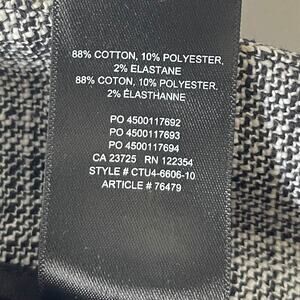 88% COTTON, 10% POLYESTER,
2% ELASTANE
88% COTON, 10% POLYESTER,
2% ÉLASTHANNE
PO 4500117692
PO 4500117693
PO 4500117694
CA 23725 RN 122354
STYLE # CTU4-6606-10
ARTICLE # 76479